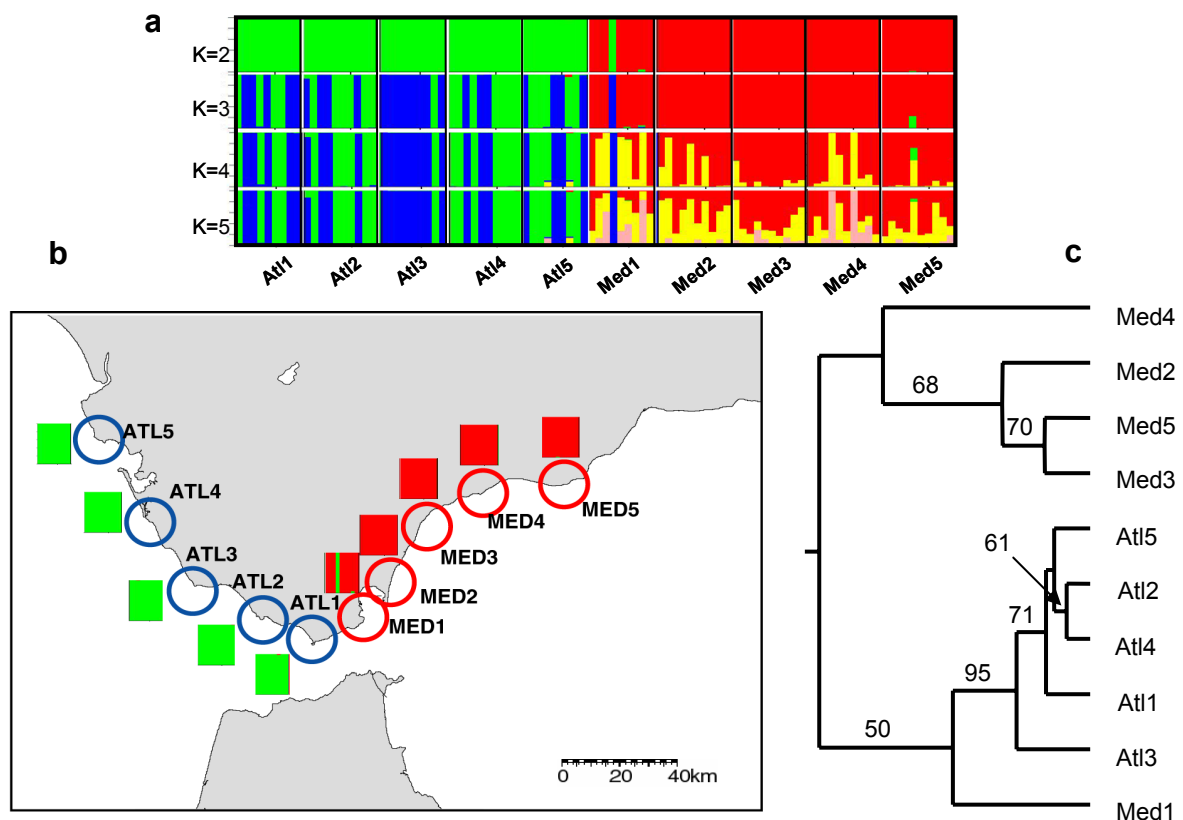 a
K=2
K=3
K=4
K=5
Atl1 Atl2 Atl3 Atl4 Atl5 Med1 Med2 Med3 Med4 Med5
b
ATL5
ATL4
ATL3
ATL2
ATL1
MED1
MED2
MED3
MED4
MED5
0 20 40km
c
Med4
Med2
68
Med5
70
Med3
Atl5
61
Atl2
71
Atl4
95
Atl1
50
Atl3
Med1